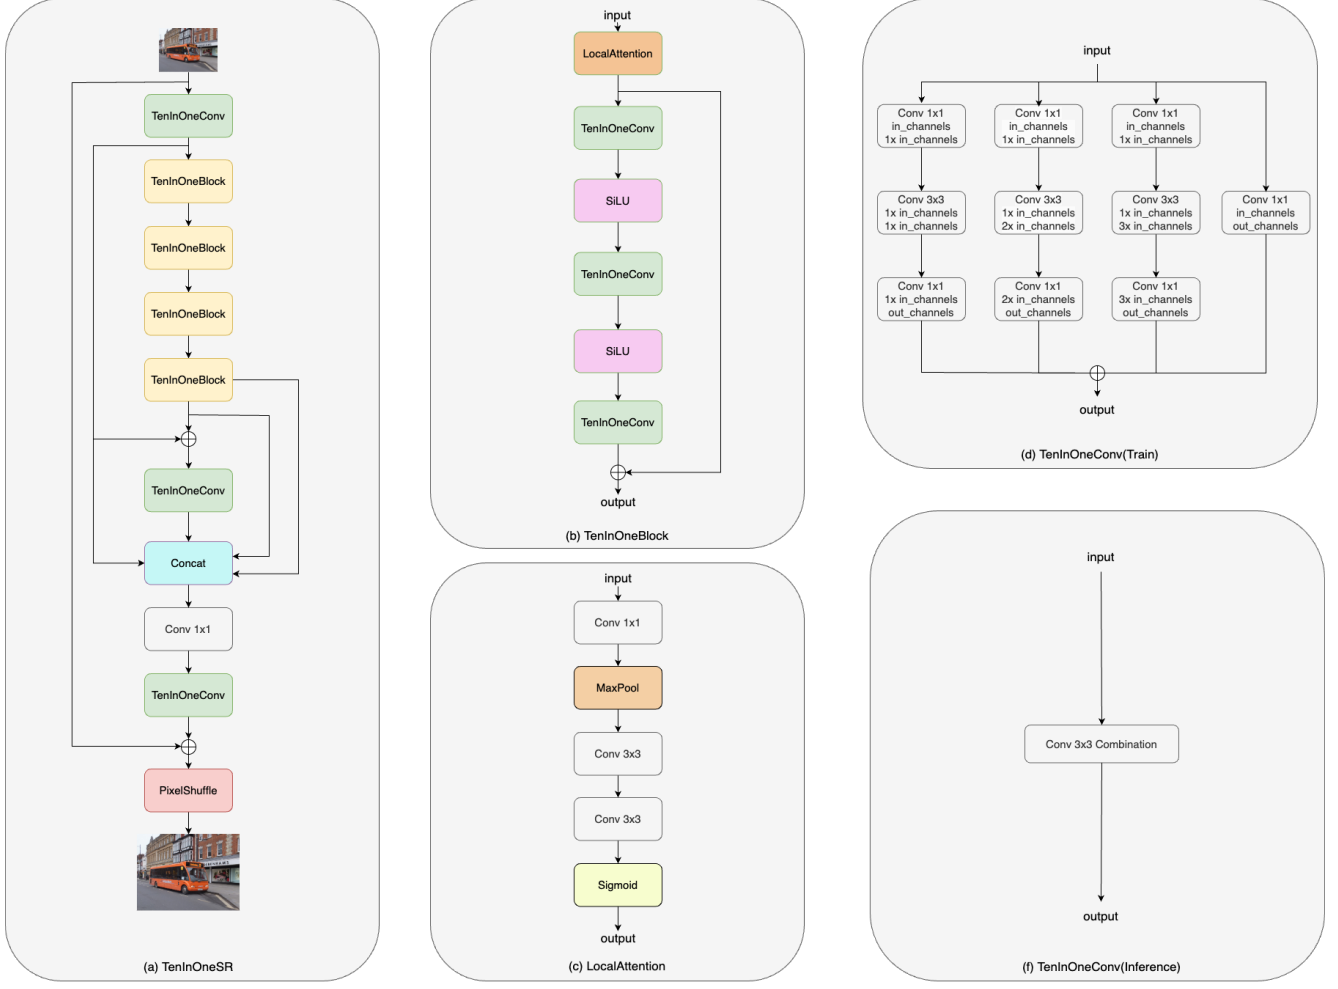 TenInOneConv
TenInOneBlock
TenInOneBlock
TenInOneBlock
TenInOneBlock
TenInOneConv
Concat
Conv 1x1
TenInOneConv
PixelShuffle
(a) TenInOneSR
input
LocalAttention
TenInOneConv
SiLU
TenInOneConv
SiLU
TenInOneConv
output
(b) TenInOneBlock
input
Conv 1x1
MaxPool
Conv 3x3
Conv 3x3
Sigmoid
output
(c) LocalAttention
input
Conv 1x1
in_channels
1x in_channels
Conv 1x1
in_channels
1x in_channels
Conv 1x1
in_channels
1x in_channels
Conv 3x3
1x in_channels
1x in_channels
Conv 3x3
1x in_channels
2x in_channels
Conv 3x3
1x in_channels
3x in_channels
Conv 1x1
in_channels
out_channels
Conv 1x1
1x in_channels
out_channels
Conv 1x1
2x in_channels
out_channels
Conv 1x1
3x in_channels
out_channels
output
(d) TenInOneConv(Train)
input
Conv 3x3 Combination
output
(f) TenInOneConv(Inference)